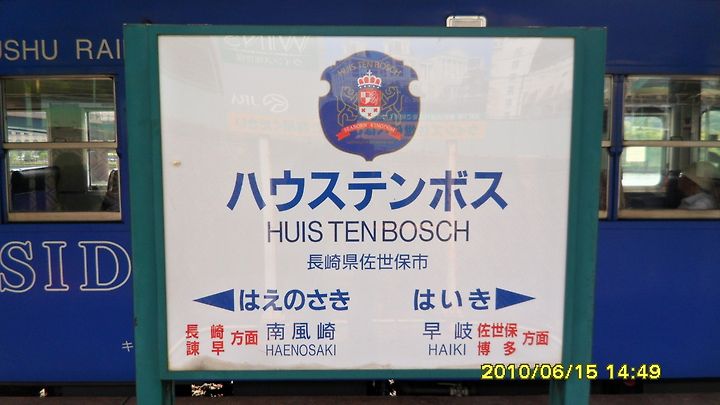 USHU RAI
HUIS TEN BOSCH
ハウステンボス
HUIS TEN BOSCH
長崎県佐世保市
はえのさき
はいき
長崎
諫早
方面
南風崎
HAENOSAKI
早岐
HAIKI
佐世保
博多
方面
SID
キ
2010/06/15 14:49